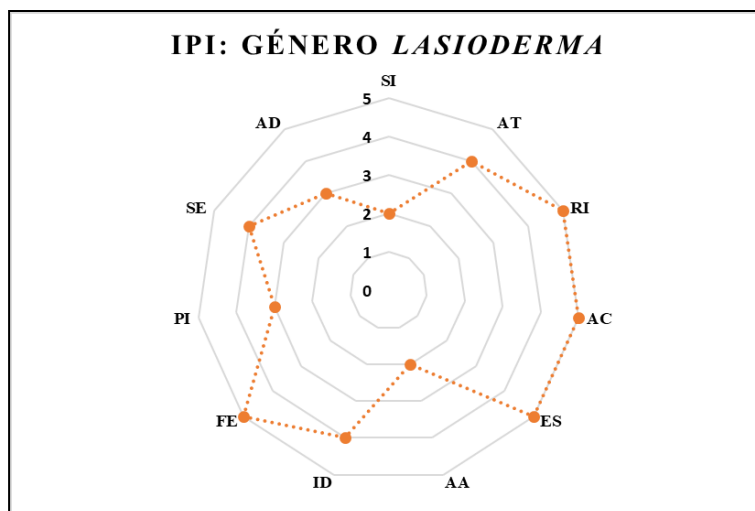 IPI: GÉNERO LASIODERMA
SI
5
AD
AT
4
3
SE
RI
2
1
0
PI
AC
FE
ES
ID
AA